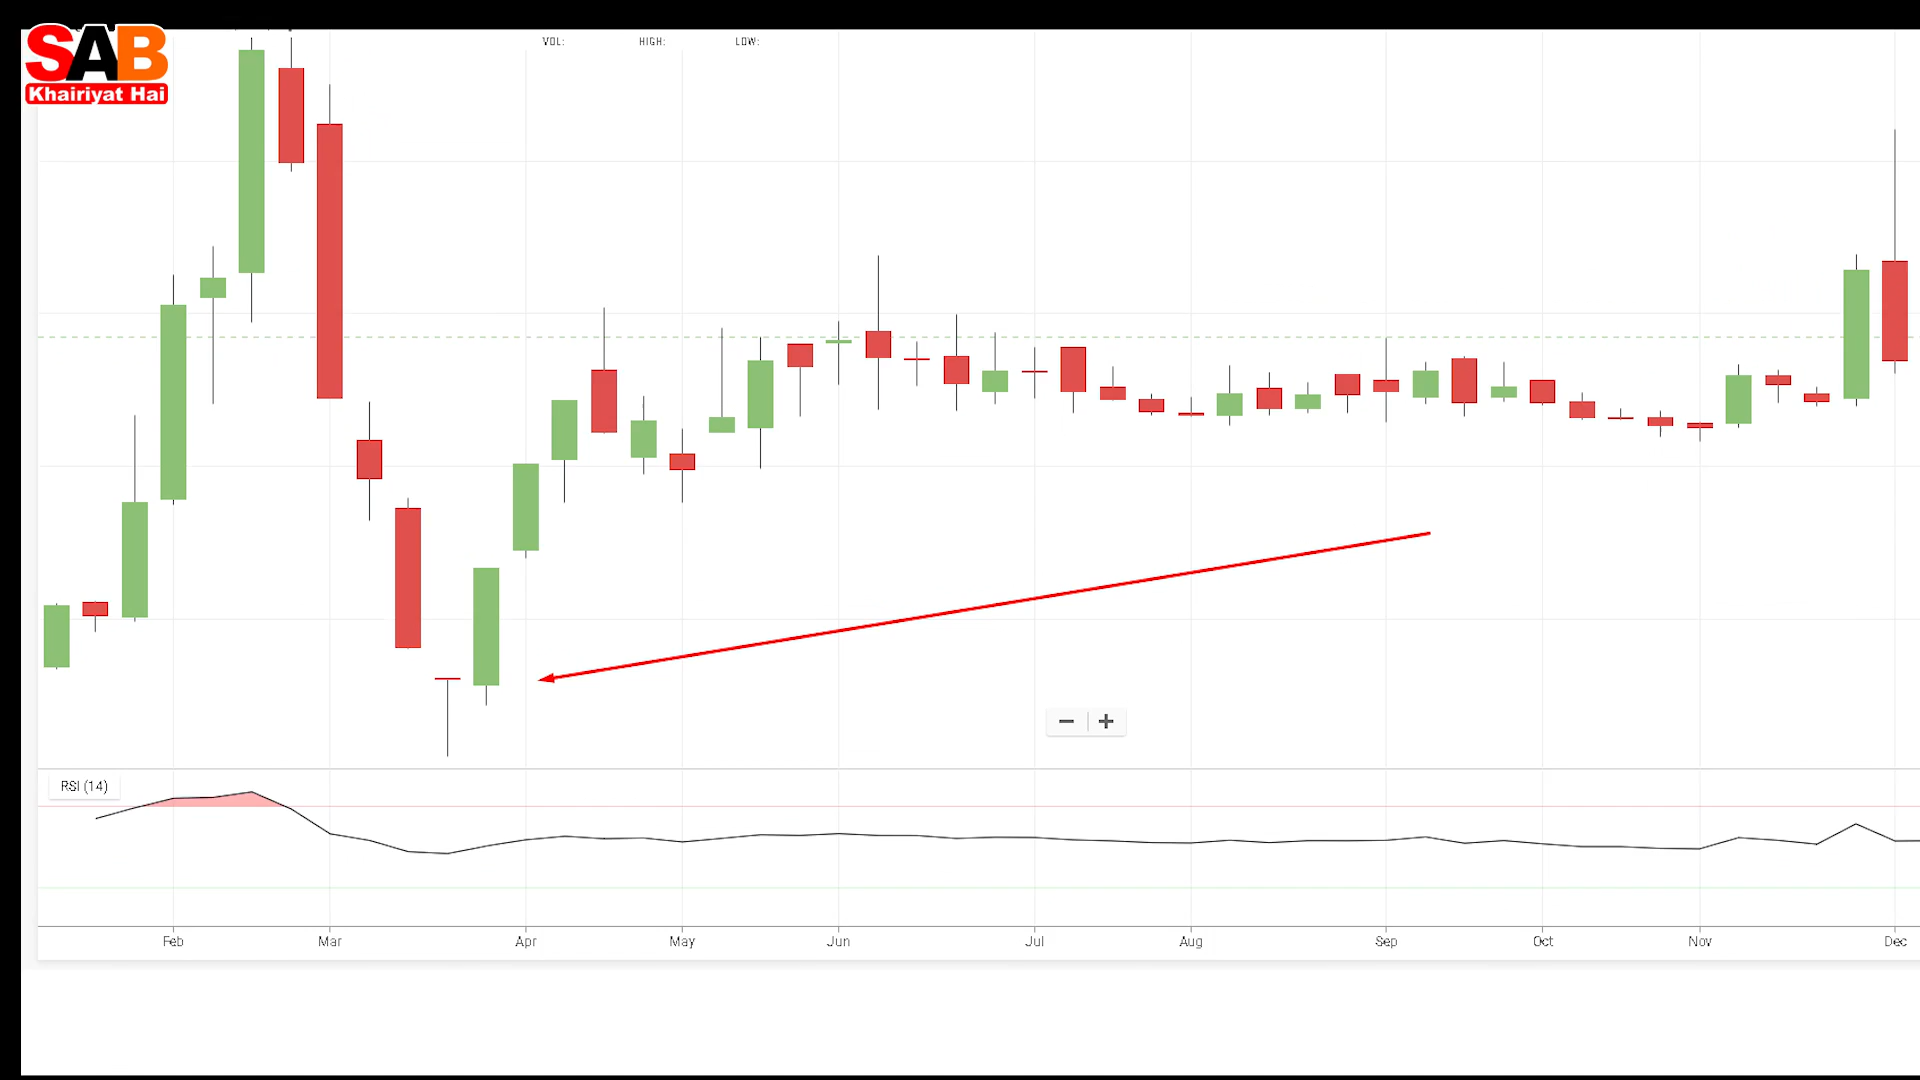 SAB
Khairiyat Hai
VOL:
HIGH:
LOW:
RSI (14)
Feb
Mar
Apr
May
Jun
Jul
Aug
Sep
Oct
Nov
Dec